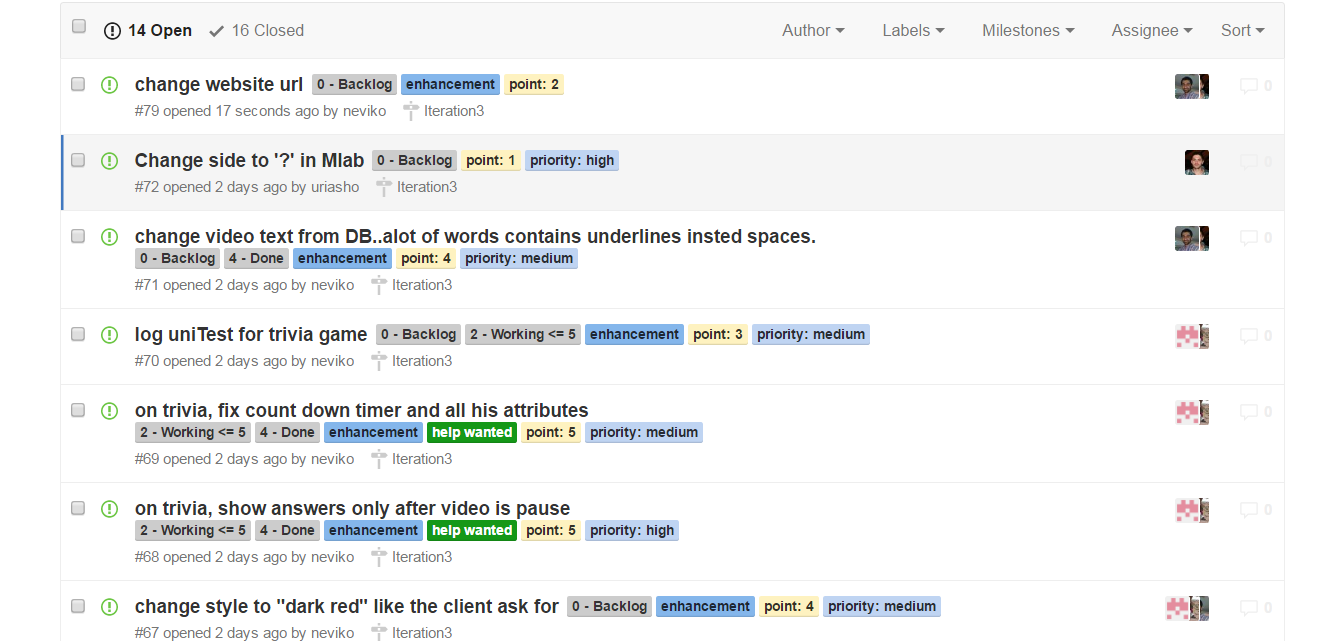 14 Open 16 Closed Author Labels Milestones Assignee Sort
change website url 0 - Backlog enhancement point: 2 0
#79 opened 17 seconds ago by neviko Iteration3
Change side to '?' in Mlab 0 - Backlog point: 1 priority: high 0
#72 opened 2 days ago by uriasho Iteration3
change video text from DB..alot of words contains underlines insted spaces. 0
0 - Backlog 4 - Done enhancement point: 4 priority: medium
#71 opened 2 days ago by neviko Iteration3
log uniTest for trivia game 0 - Backlog 2 - Working <= 5 enhancement point: 3 priority: medium 0
#70 opened 2 days ago by neviko Iteration3
on trivia, fix count down timer and all his attributes 0
2 - Working <= 5 4 - Done enhancement help wanted point: 5 priority: medium
#69 opened 2 days ago by neviko Iteration3
on trivia, show answers only after video is pause 0
2 - Working <= 5 4 - Done enhancement help wanted point: 5 priority: high
#68 opened 2 days ago by neviko Iteration3
change style to "dark red" like the client ask for 0 - Backlog enhancement point: 4 priority: medium 0
#67 opened 2 days ago by neviko Iteration3